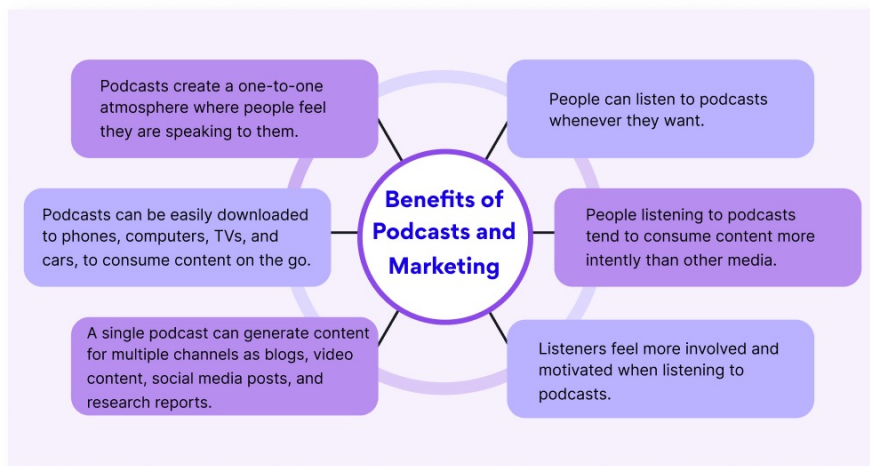 Podcasts create a one-to-one
atmosphere where people feel
they are speaking to them.
People can listen to podcasts
whenever they want.
Podcasts can be easily downloaded
to phones, computers, TVs, and
cars, to consume content on the go.
Benefits of
Podcasts and
Marketing
People listening to podcasts
tend to consume content more
intently than other media.
A single podcast can generate content
for multiple channels as blogs, video
content, social media posts, and
research reports.
Listeners feel more involved and
motivated when listening to
podcasts.